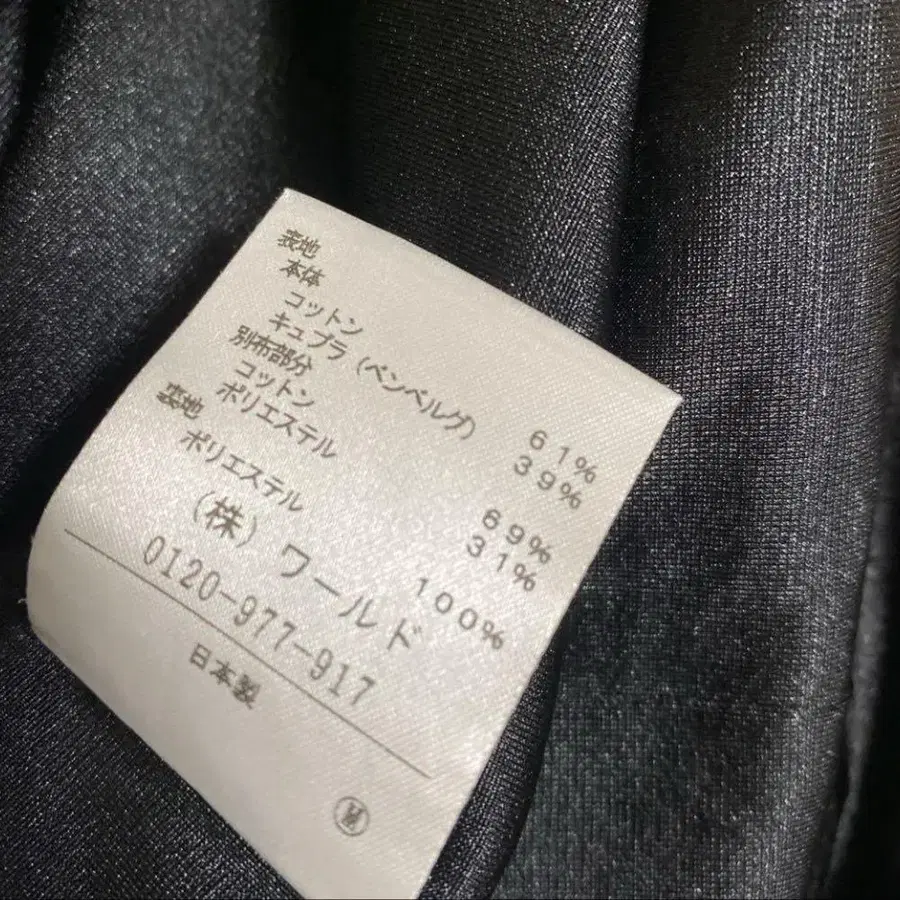 表地
本体
コットン 61%
キュプラ(ベンベルグ) 39%
別布部分
コットン 69%
ポリエステル 31%
裏地
ポリエステル 100%
(株)ワールド
0120-977-917
日本製